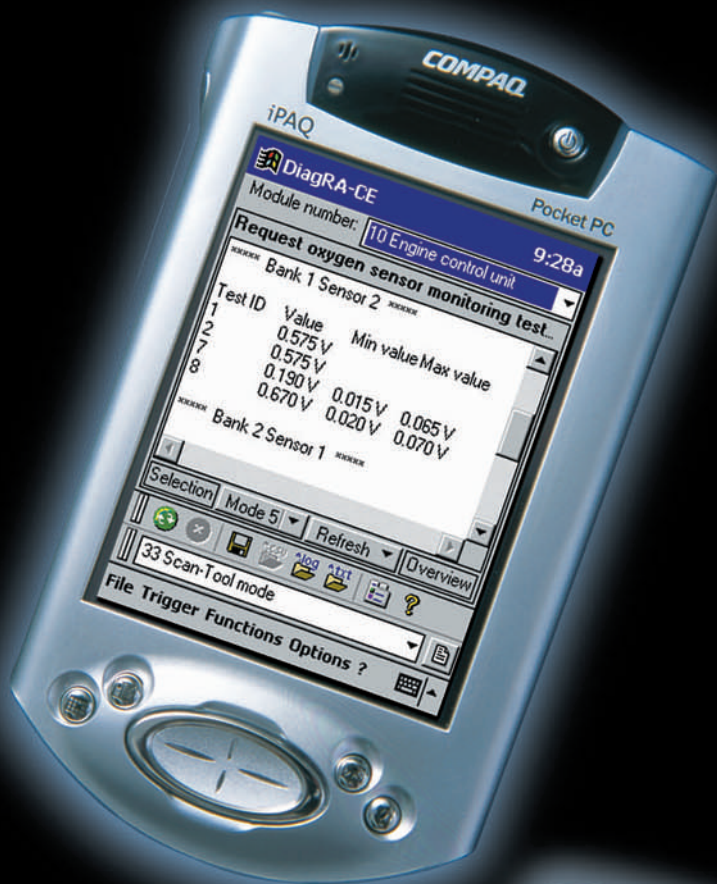 COMPAQ
iPAQ
Pocket PC
DiagRA-CE 9:28a
Module number: 10 Engine control unit
Request oxygen sensor monitoring test...
***** Bank 1 Sensor 2 *****
Test ID Value Min value Max value
1 0.575 V
2 0.575 V
7 0.190 V 0.015 V 0.065 V
8 0.670 V 0.020 V 0.070 V
***** Bank 2 Sensor 1 *****
Selection Mode 5 Refresh Overview
*log *txt
33 Scan-Tool mode
File Trigger Functions Options ?